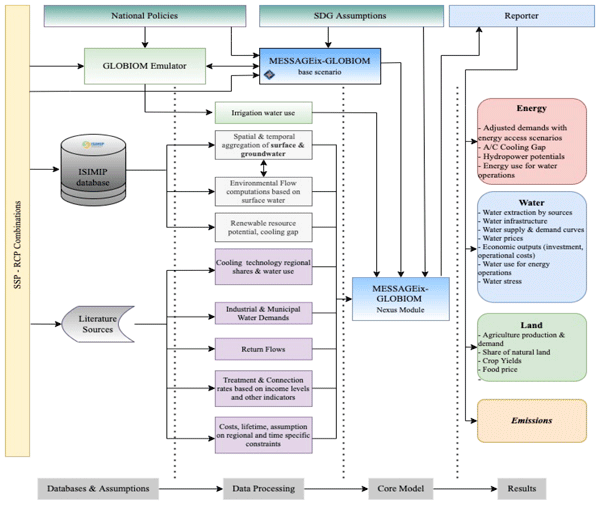 National Policies
SDG Assumptions
Reporter
GLOBIOM Emulator
MESSAGEix-GLOBIOM
base scenario
SSP - RCP Combinations
Irrigation water use
ISIMIP
ISIMIP
database
Spatial & temporal
aggregation of surface &
groundwater
Environmental Flow
computations based on
surface water
Renewable resource
potential, cooling gap
Cooling technology regional
shares & water use
Literature
Sources
Industrial & Municipal
Water Demands
Return Flows
Treatment & Connection
rates based on income levels
and other indicators
Costs, lifetime, assumption
on regional and time specific
constraints
MESSAGEix-
GLOBIOM
Nexus Module
Energy
- Adjusted demands with
energy access scenarios
- A/C Cooling Gap
- Hydropower potentials
- Energy use for water
operations
Water
- Water extraction by sources
- Water infrastructure
- Water supply & demand curves
- Water prices
- Economic outputs (investment,
operational costs)
- Water use for energy
operations
- Water stress
Land
- Agriculture production &
demand
- Share of natural land
- Crop Yields
- Food price
-
Emissions
Databases & Assumptions
Data Processing
Core Model
Results